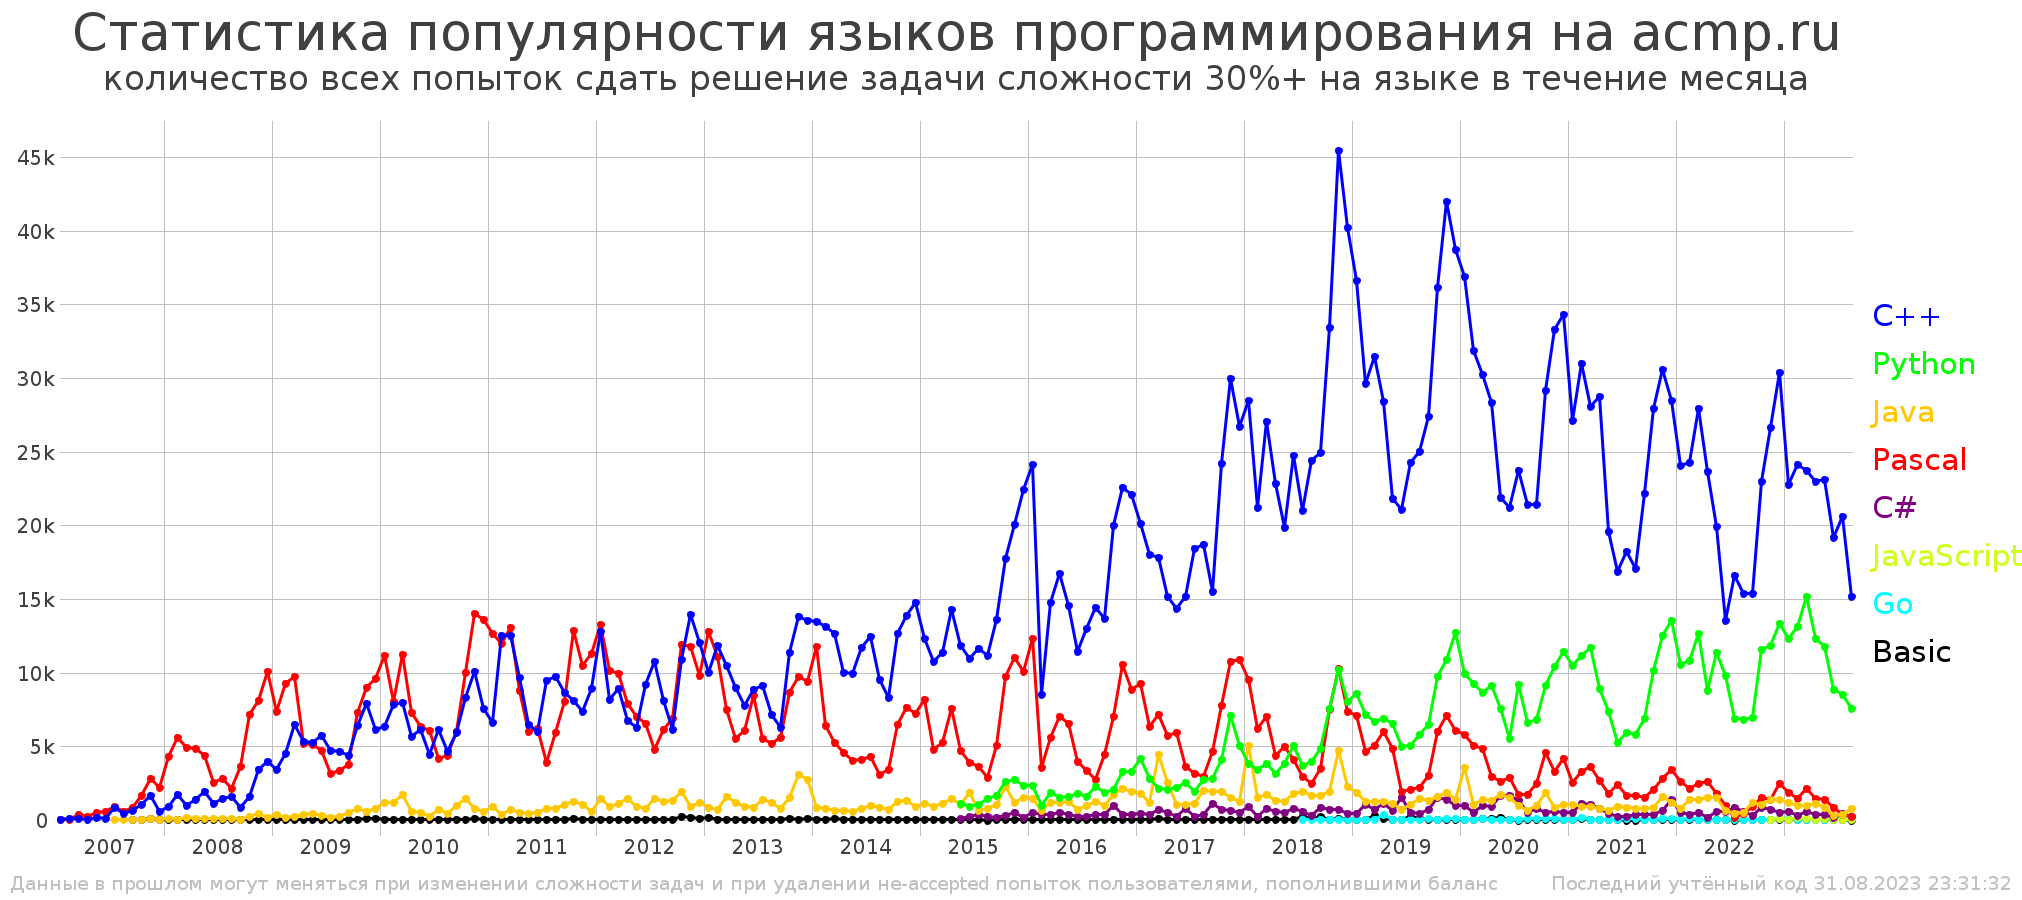 Статистика популярности языков программирования на acmp.ru
количество всех попыток сдать решение задачи сложности 30%+ на языке в течение месяца
45k
40k
35k
30k
25k
20k
15k
10k
5k
0
C++
Python
Java
Pascal
C#
JavaScript
Go
Basic
2007 2008 2009 2010 2011 2012 2013 2014 2015 2016 2017 2018 2019 2020 2021 2022
Данные в прошлом могут меняться при изменении сложности задач и при удалении не-accepted попыток пользователями, пополнившими баланс
Последний учтённый код 31.08.2023 23:31:32